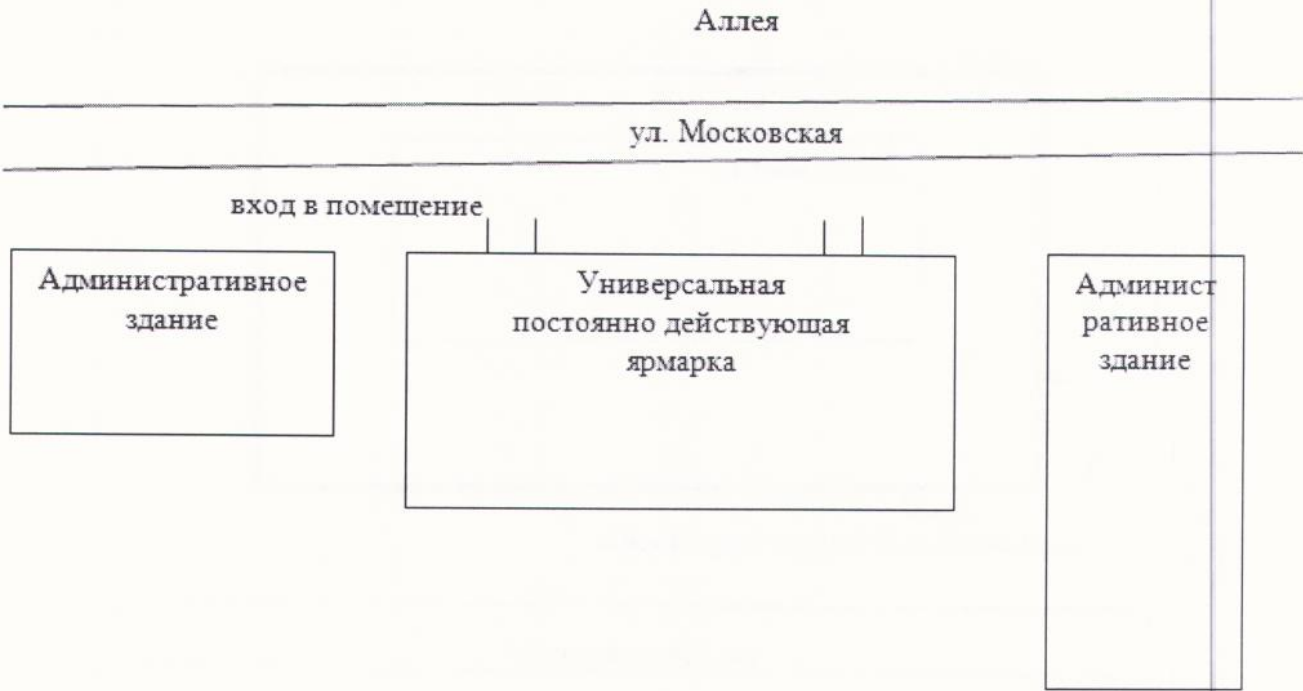 Аллея
ул. Московская
вход в помещение
Административное
здание
Универсальная
постоянно действующая
ярмарка
Админист
ративное
здание